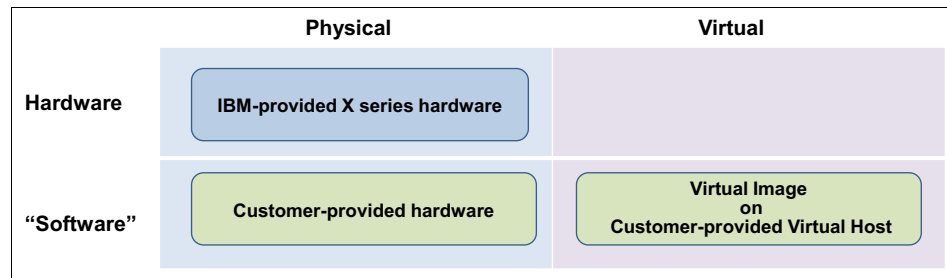 Physical Virtual
Hardware
IBM-provided X series hardware
“Software”
Customer-provided hardware
Virtual Image
on
Customer-provided Virtual Host